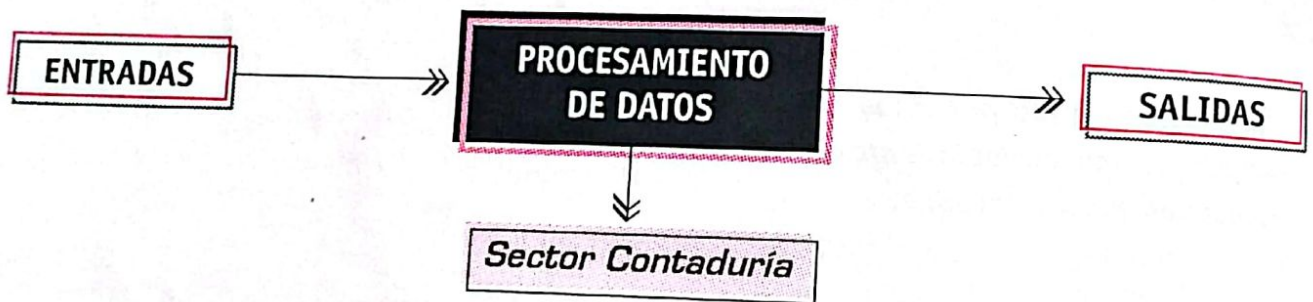 ENTRADAS
PROCESAMIENTO
DE DATOS
SALIDAS
Sector Contaduría